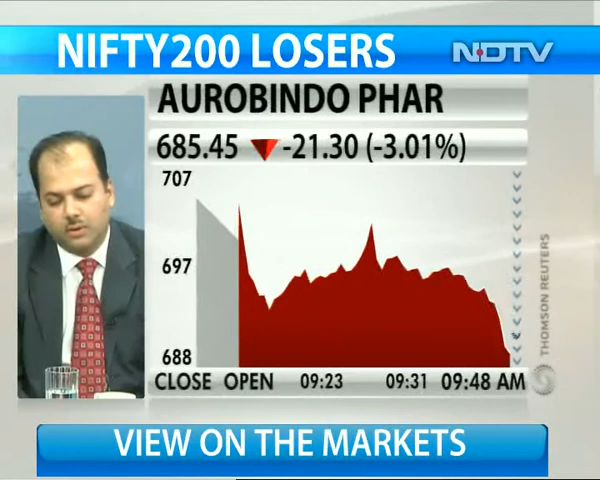 NIFTY200 LOSERS
NDTV
AUROBINDO PHAR
685.45 -21.30 (-3.01%)
707
697
688
CLOSE OPEN 09:23 09:31 09:48 AM
THOMSON REUTERS
VIEW ON THE MARKETS